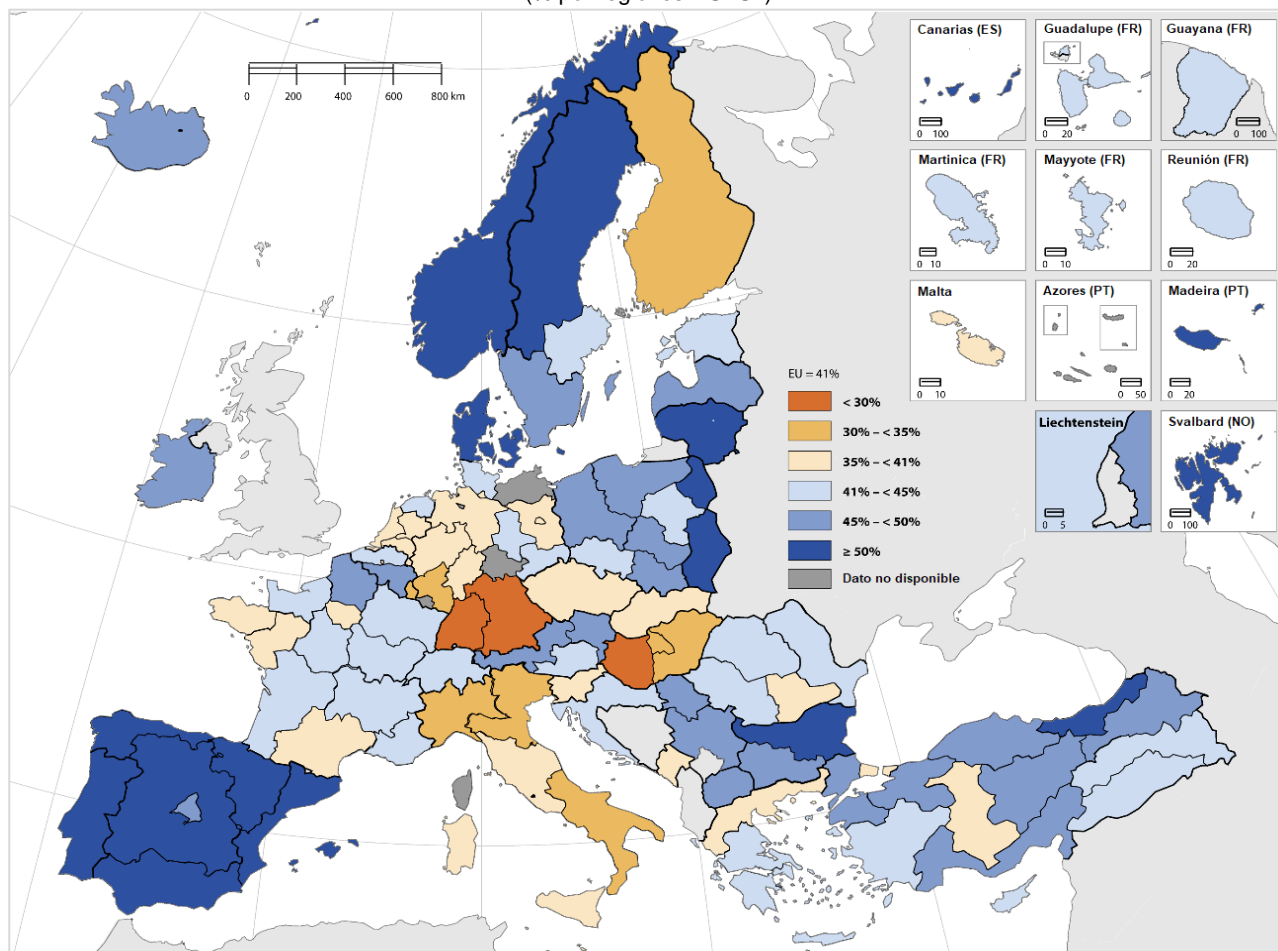 0 200 400 600 800 km
Canarias (ES)
0 100
Guadalupe (FR)
0 20
Guayana (FR)
0 100
Martinica (FR)
0 10
Mayyote (FR)
0 10
Reunión (FR)
0 20
Malta
0 10
Azores (PT)
0 50
Madeira (PT)
0 20
Liechtenstein
0 5
Svalbard (NO)
0 100
EU = 41%
< 30%
30% – < 35%
35% – < 41%
41% – < 45%
45% – < 50%
≥ 50%
Dato no disponible